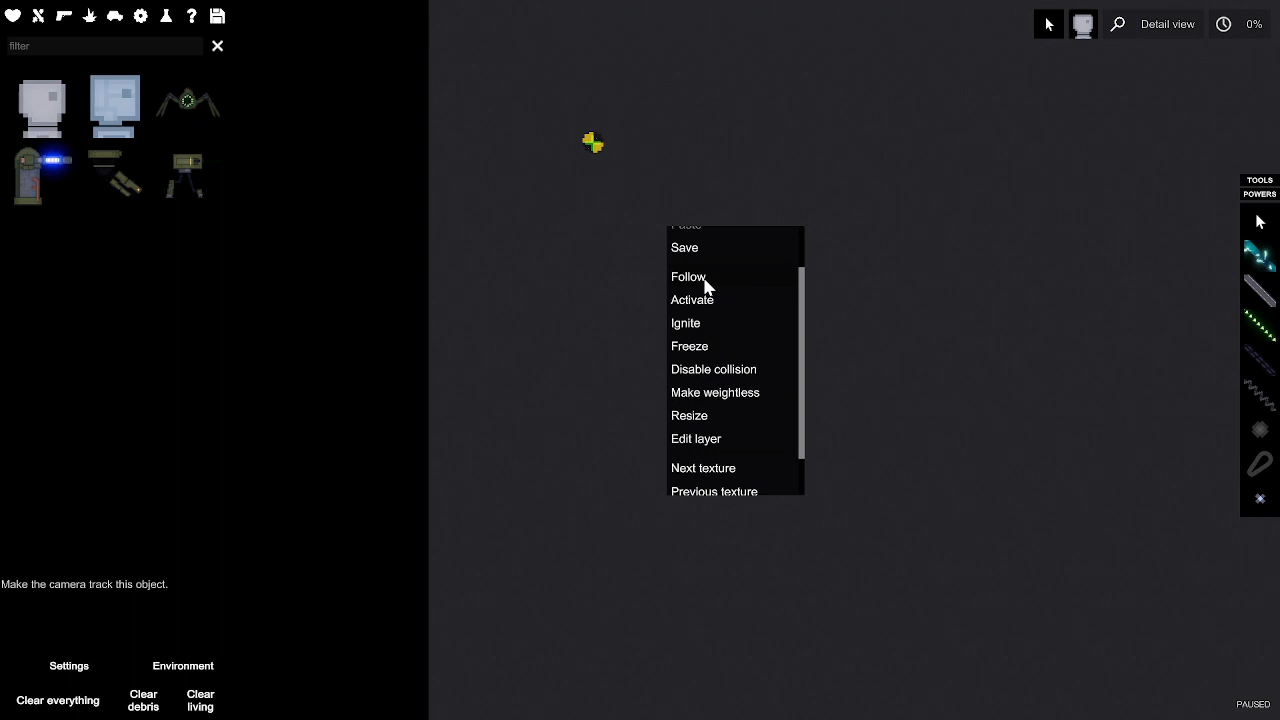 Detail view
0%
filter
TOOLS
POWERS
Paste
Save
Follow
Activate
Ignite
Freeze
Disable collision
Make weightless
Resize
Edit layer
Next texture
Previous texture
Make the camera track this object.
Settings
Environment
Clear everything
Clear
debris
Clear
living
PAUSED